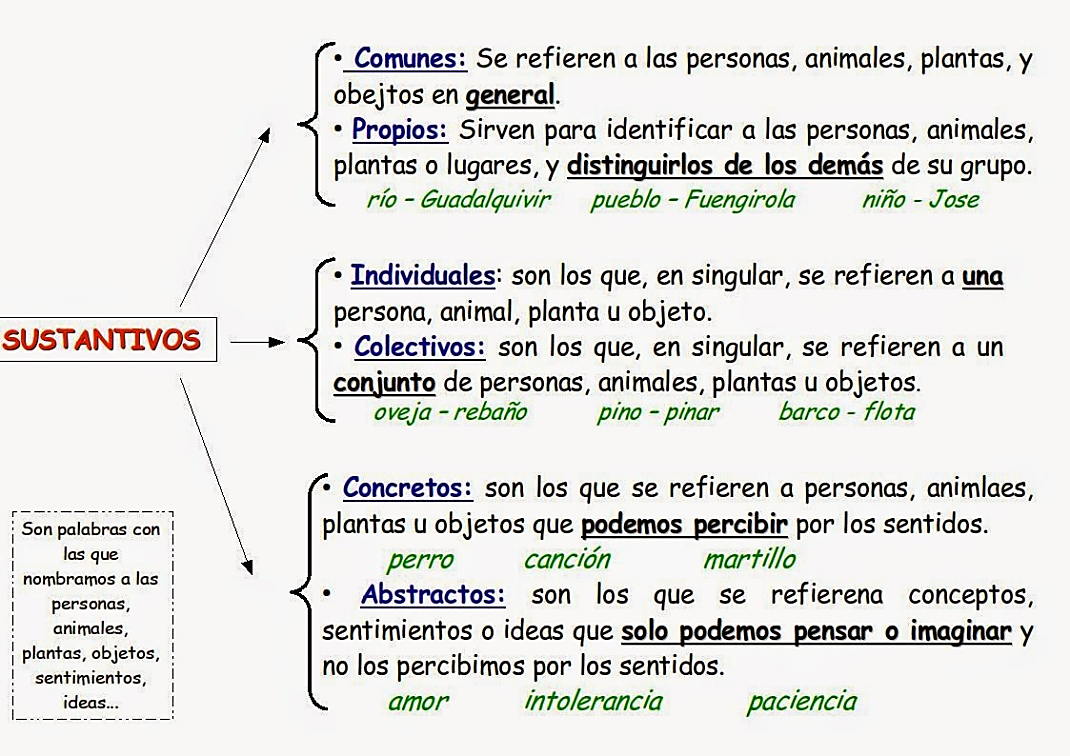 • Comunes: Se refieren a las personas, animales, plantas, y
obejtos en general.
• Propios: Sirven para identificar a las personas, animales,
plantas o lugares, y distinguirlos de los demás de su grupo.
río – Guadalquivir pueblo – Fuengirola niño - Jose
• Individuales: son los que, en singular, se refieren a una
persona, animal, planta u objeto.
• Colectivos: son los que, en singular, se refieren a un
conjunto de personas, animales, plantas u objetos.
oveja – rebaño pino – pinar barco - flota
SUSTANTIVOS
• Concretos: son los que se refieren a personas, animlaes,
plantas u objetos que podemos percibir por los sentidos.
perro canción martillo
• Abstractos: son los que se refierena conceptos,
sentimientos o ideas que solo podemos pensar o imaginar y
no los percibimos por los sentidos.
amor intolerancia paciencia
Son palabras con
las que
nombramos a las
personas,
animales,
plantas, objetos,
sentimientos,
ideas...